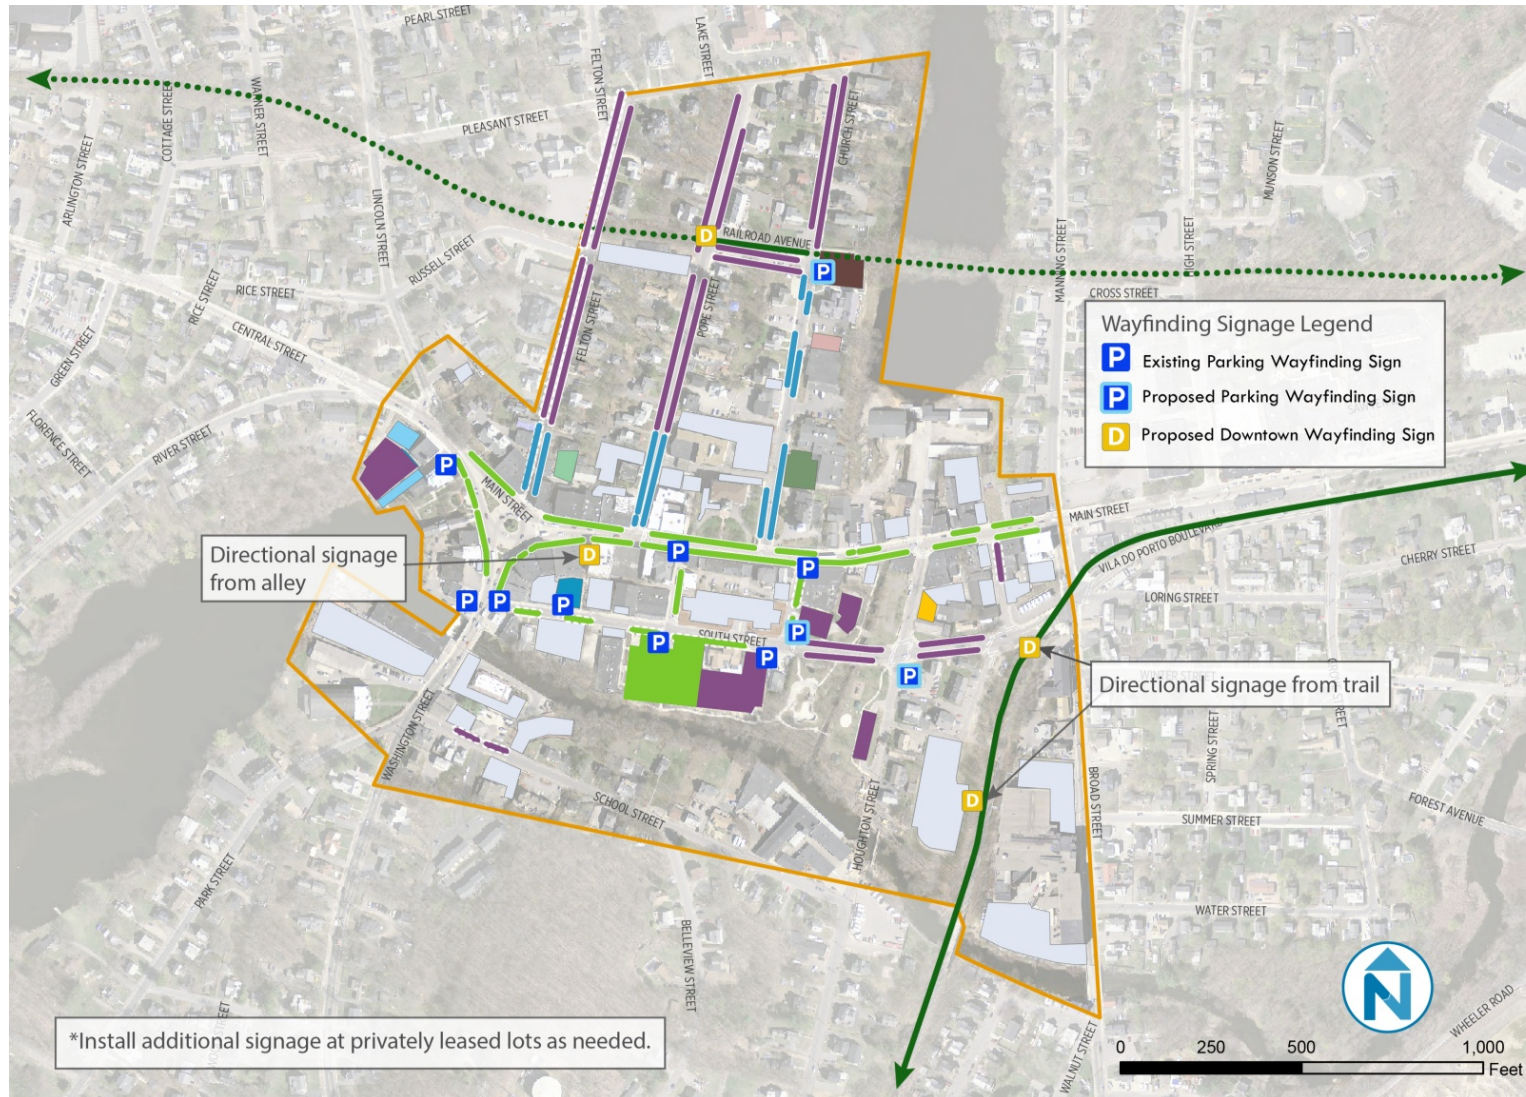 PEARL STREET
LAKE STREET
FELTON STREET
WARNER STREET
COTTAGE STREET
PLEASANT STREET
CHURCH STREET
ARLINGTON STREET
LINCOLN STREET
MUNSON STREET
RAILROAD AVENUE
D
RUSSELL STREET
MANNING STREET
HIGH STREET
P
RICE STREET
RICE STREET
CROSS STREET
CENTRAL STREET
GREEN STREET
FELTON STREET
POPE STREET
Wayfinding Signage Legend
P Existing Parking Wayfinding Sign
P Proposed Parking Wayfinding Sign
D Proposed Downtown Wayfinding Sign
FLORENCE STREET
RIVER STREET
P
MAIN STREET
MAIN STREET
VILA DO PORTO BOULEVARD
CHERRY STREET
Directional signage
from alley
D
P
P
P
P
P
LORING STREET
SOUTH STREET
P
P
P
D
P
Directional signage from trail
WASHINGTON STREET
SPRING STREET
D
SCHOOL STREET
HOUGHTON STREET
BROAD STREET
SUMMER STREET
FOREST AVENUE
PARK STREET
BELLEVIEW STREET
WATER STREET
N
WHEELER ROAD
WALNUT STREET
*Install additional signage at privately leased lots as needed.
0 250 500 1,000
Feet